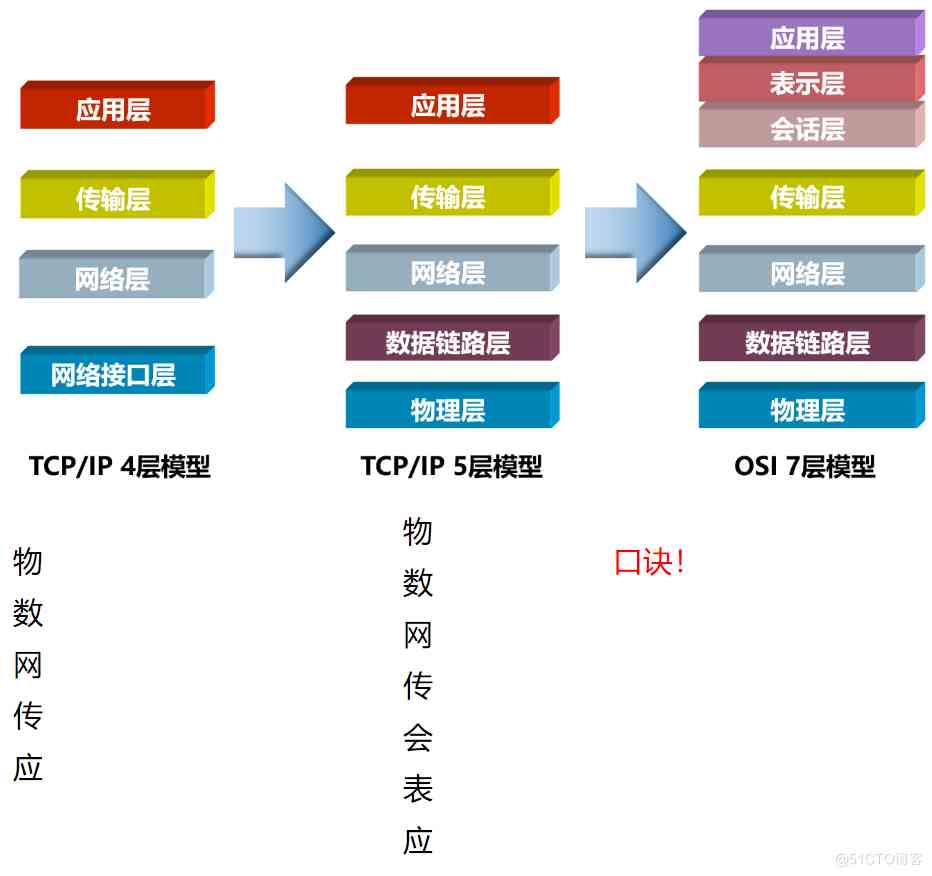 应用层
传输层
网络层
网络接口层
TCP/IP 4层模型
应用层
传输层
网络层
数据链路层
物理层
TCP/IP 5层模型
应用层
表示层
会话层
传输层
网络层
数据链路层
物理层
OSI 7层模型
物
数
网
传
应
物
数
网
传
会
表
应
口诀！
@51CTO博客